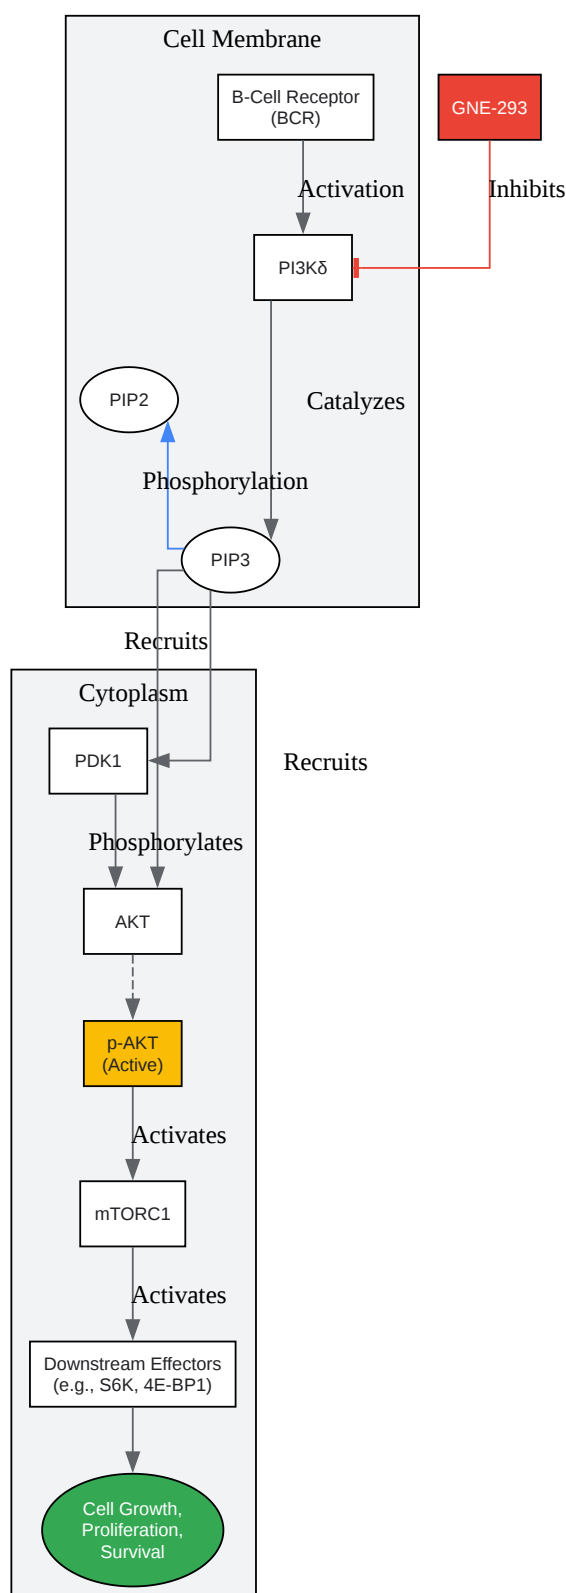 Cell Membrane
B-Cell Receptor
(BCR)
GNE-293
Activation
Inhibits
PI3Kδ
PIP2
Catalyzes
Phosphorylation
PIP3
Recruits
Cytoplasm
PDK1
Recruits
Phosphorylates
AKT
p-AKT
(Active)
Activates
mTORC1
Activates
Downstream Effectors
(e.g., S6K, 4E-BP1)
Cell Growth,
Proliferation,
Survival